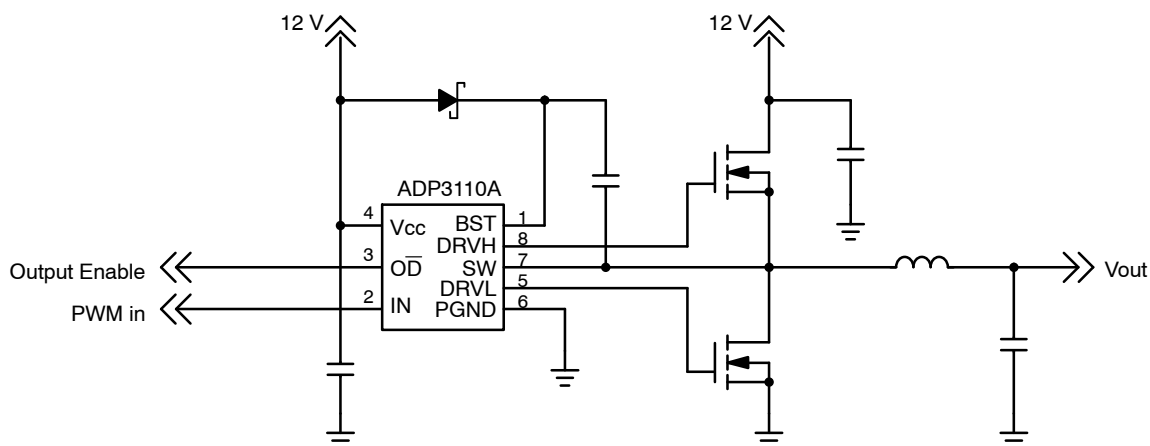 12 V
12 V
ADP3110A
4
Vcc
BST
1
DRVH
8
Output Enable
3
OD̅
SW
7
Vout
DRVL
5
PWM in
2
IN
PGND
6